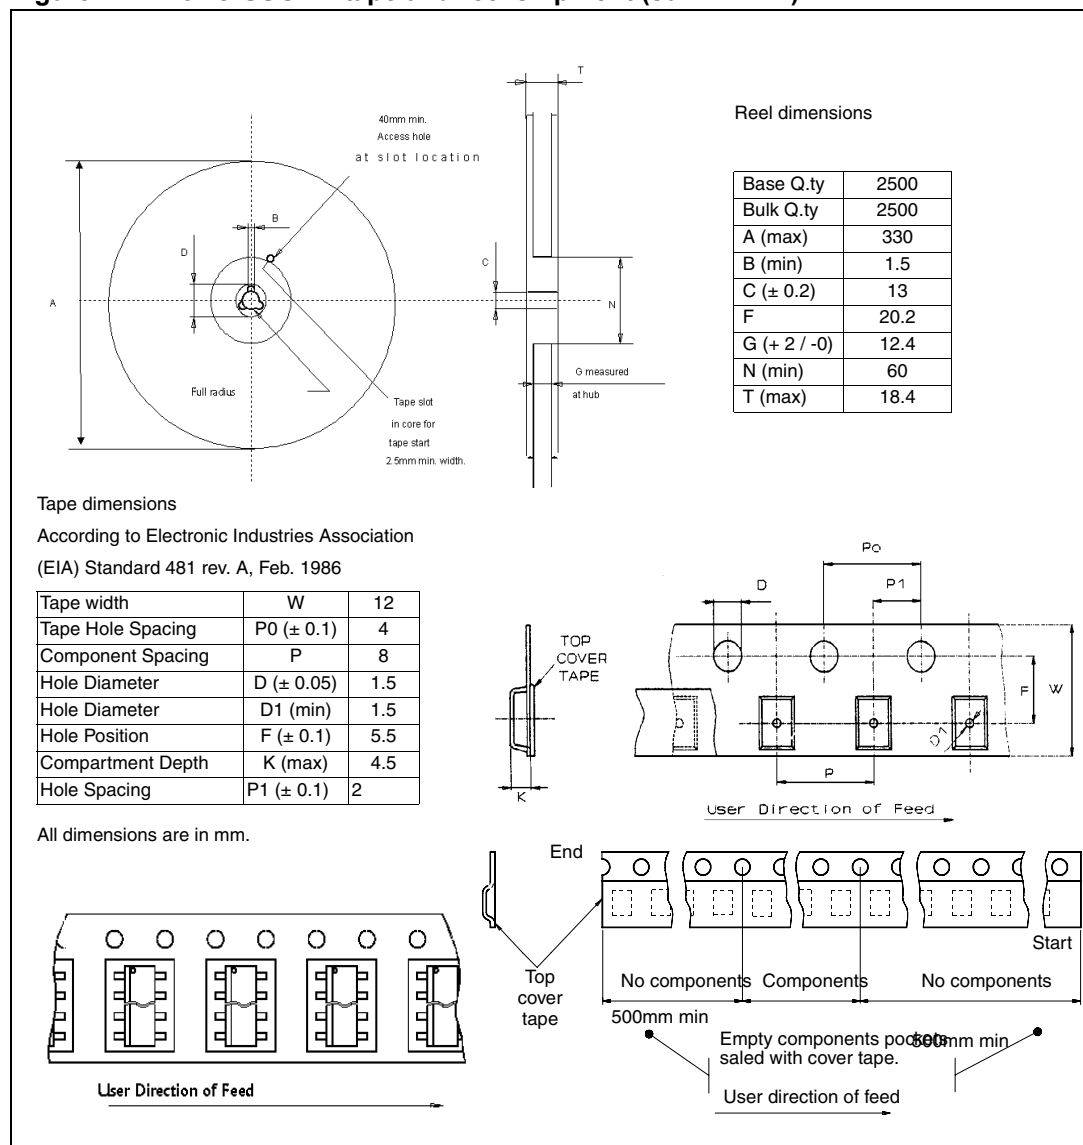 T
40mm min.
Access hole
at slot location
B
D
A
C
N
G measured
at hub
Full radius
Tape slot
in core for
tape start
2.5mm min. width.
Reel dimensions
Base Q.ty 2500
Bulk Q.ty 2500
A (max) 330
B (min) 1.5
C (± 0.2) 13
F 20.2
G (+ 2 / -0) 12.4
N (min) 60
T (max) 18.4
Tape dimensions
According to Electronic Industries Association
(EIA) Standard 481 rev. A, Feb. 1986
Tape width W 12
Tape Hole Spacing P0 (± 0.1) 4
Component Spacing P 8
Hole Diameter D (± 0.05) 1.5
Hole Diameter D1 (min) 1.5
Hole Position F (± 0.1) 5.5
Compartment Depth K (max) 4.5
Hole Spacing P1 (± 0.1) 2
All dimensions are in mm.
Po
D
P1
TOP
COVER
TAPE
F
W
D1
P
K
User Direction of Feed
End
Start
Top
cover
tape
No components
Components
No components
500mm min
500mm min
Empty components pockets
saled with cover tape.
User direction of feed
User Direction of Feed